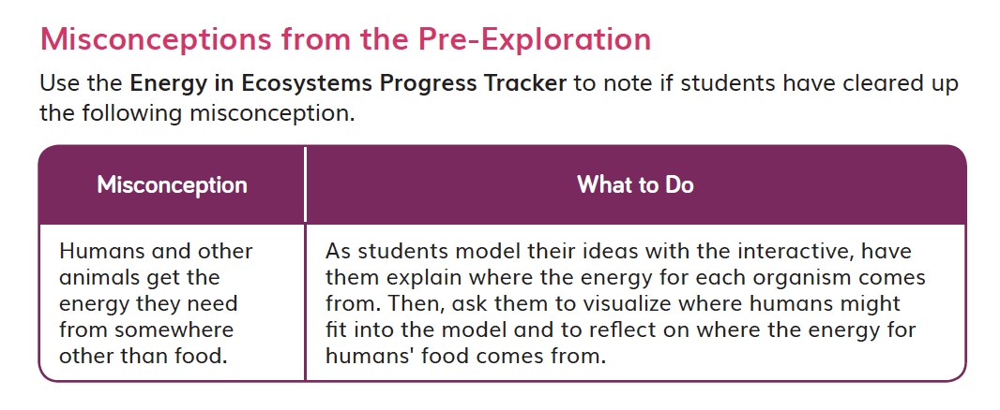 Misconceptions from the Pre-Exploration
Use the Energy in Ecosystems Progress Tracker to note if students have cleared up
the following misconception.
Misconception
What to Do
Humans and other
animals get the
energy they need
from somewhere
other than food.
As students model their ideas with the interactive, have
them explain where the energy for each organism comes
from. Then, ask them to visualize where humans might
fit into the model and to reflect on where the energy for
humans' food comes from.